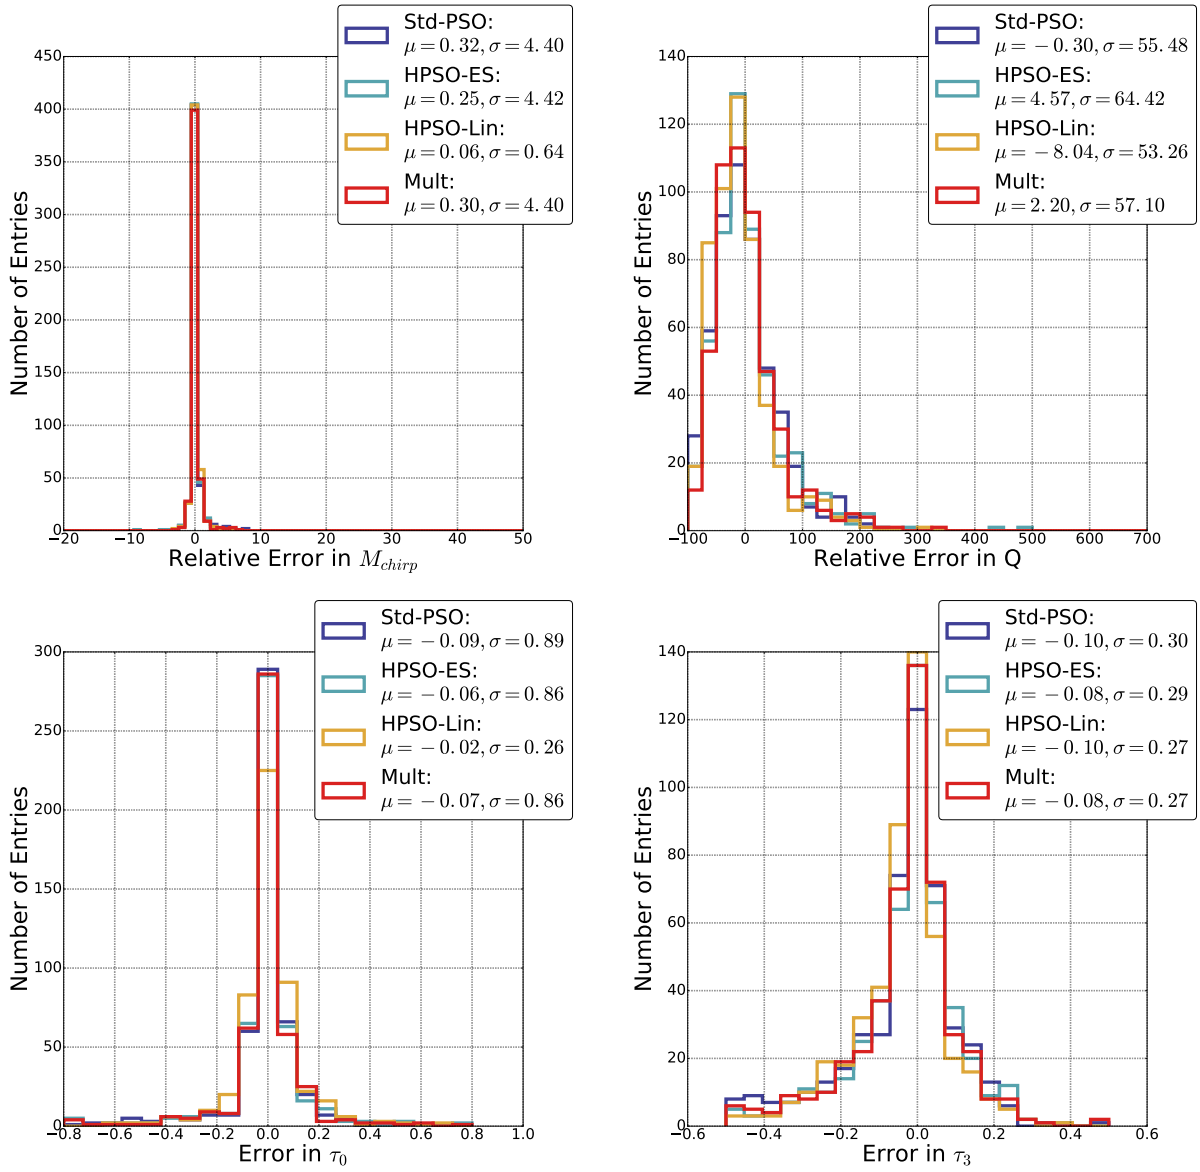 Std-PSO:
μ = 0.32, σ = 4.40
HPSO-ES:
μ = 0.25, σ = 4.42
HPSO-Lin:
μ = 0.06, σ = 0.64
Mult:
μ = 0.30, σ = 4.40
450
400
350
300
250
200
150
100
50
0
Number of Entries
−20 −10 0 10 20 30 40 50
Relative Error in M_chirp
Std-PSO:
μ = −0.30, σ = 55.48
HPSO-ES:
μ = 4.57, σ = 64.42
HPSO-Lin:
μ = −8.04, σ = 53.26
Mult:
μ = 2.20, σ = 57.10
140
120
100
80
60
40
20
0
Number of Entries
−100 0 100 200 300 400 500 600 700
Relative Error in Q
Std-PSO:
μ = −0.09, σ = 0.89
HPSO-ES:
μ = −0.06, σ = 0.86
HPSO-Lin:
μ = −0.02, σ = 0.26
Mult:
μ = −0.07, σ = 0.86
300
250
200
150
100
50
0
Number of Entries
−0.8 −0.6 −0.4 −0.2 0.0 0.2 0.4 0.6 0.8 1.0
Error in τ₀
Std-PSO:
μ = −0.10, σ = 0.30
HPSO-ES:
μ = −0.08, σ = 0.29
HPSO-Lin:
μ = −0.10, σ = 0.27
Mult:
μ = −0.08, σ = 0.27
140
120
100
80
60
40
20
0
Number of Entries
−0.6 −0.4 −0.2 0.0 0.2 0.4 0.6
Error in τ₃